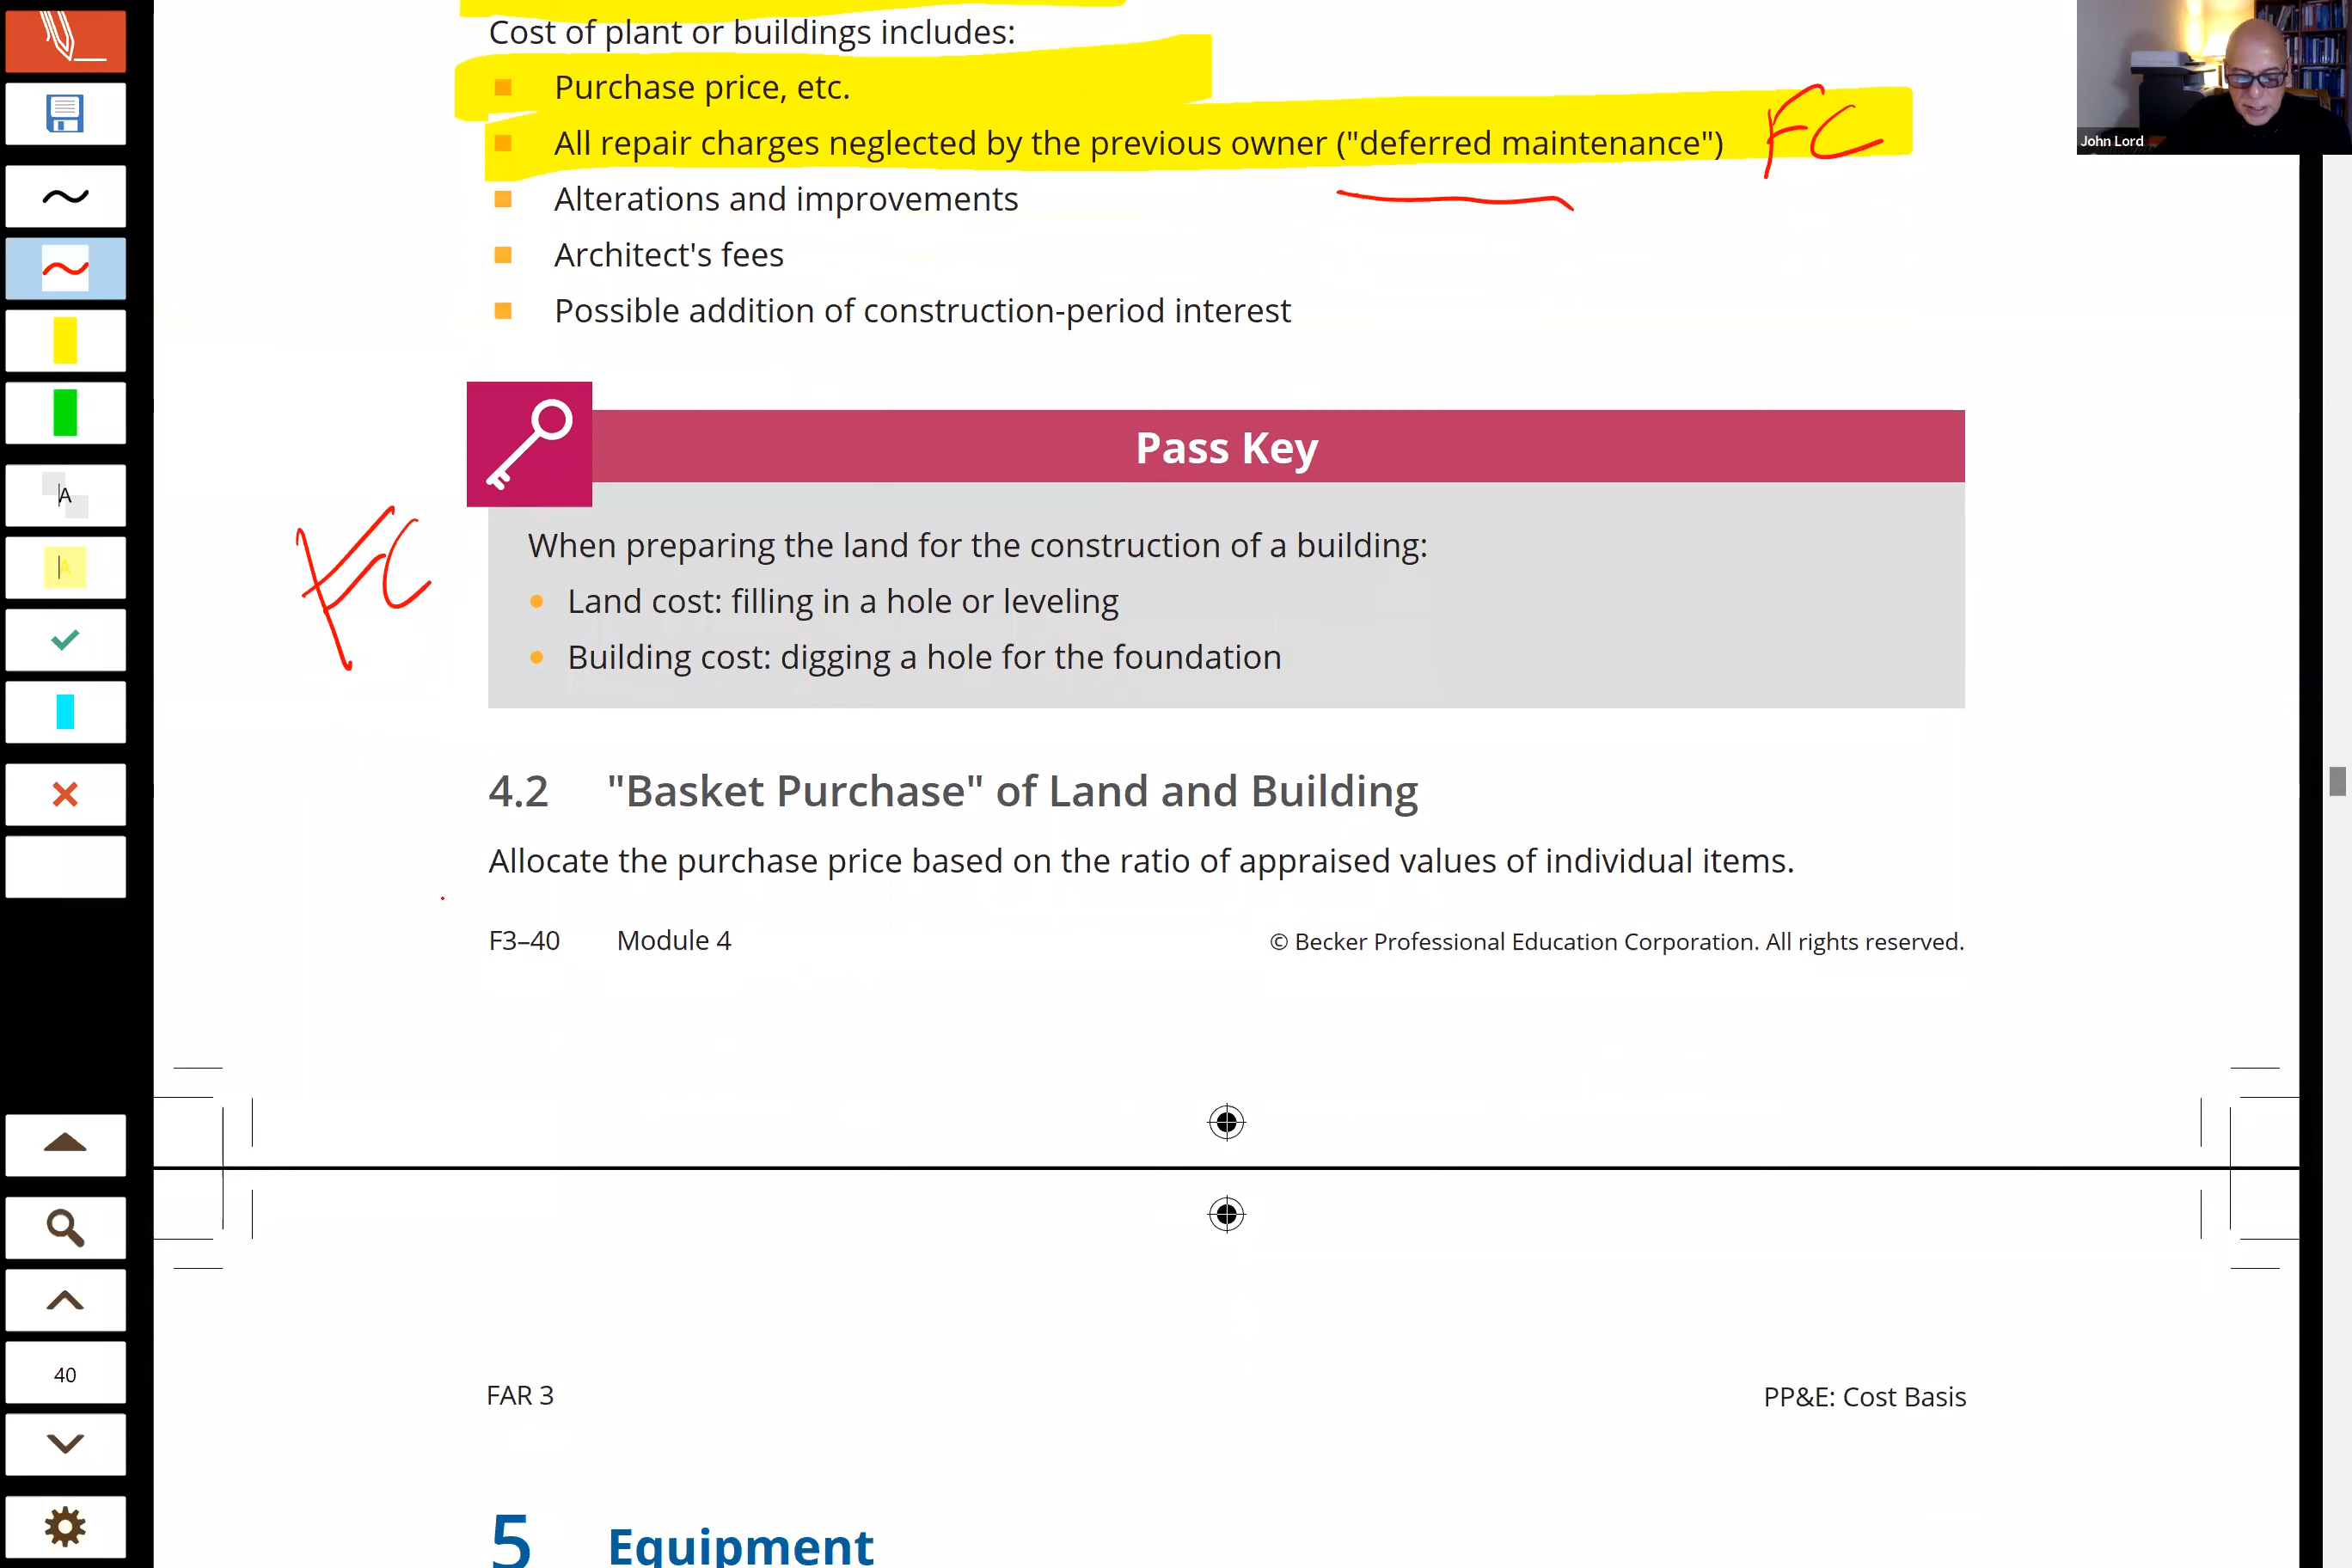 Cost of plant or buildings includes:
Purchase price, etc.
All repair charges neglected by the previous owner ("deferred maintenance") FC
Alterations and improvements
Architect's fees
Possible addition of construction-period interest
John Lord
Pass Key
FC
When preparing the land for the construction of a building:
Land cost: filling in a hole or leveling
Building cost: digging a hole for the foundation
4.2 "Basket Purchase" of Land and Building
Allocate the purchase price based on the ratio of appraised values of individual items.
F3–40 Module 4 © Becker Professional Education Corporation. All rights reserved.
A
A
40
FAR 3 PP&E: Cost Basis
5 Equipment